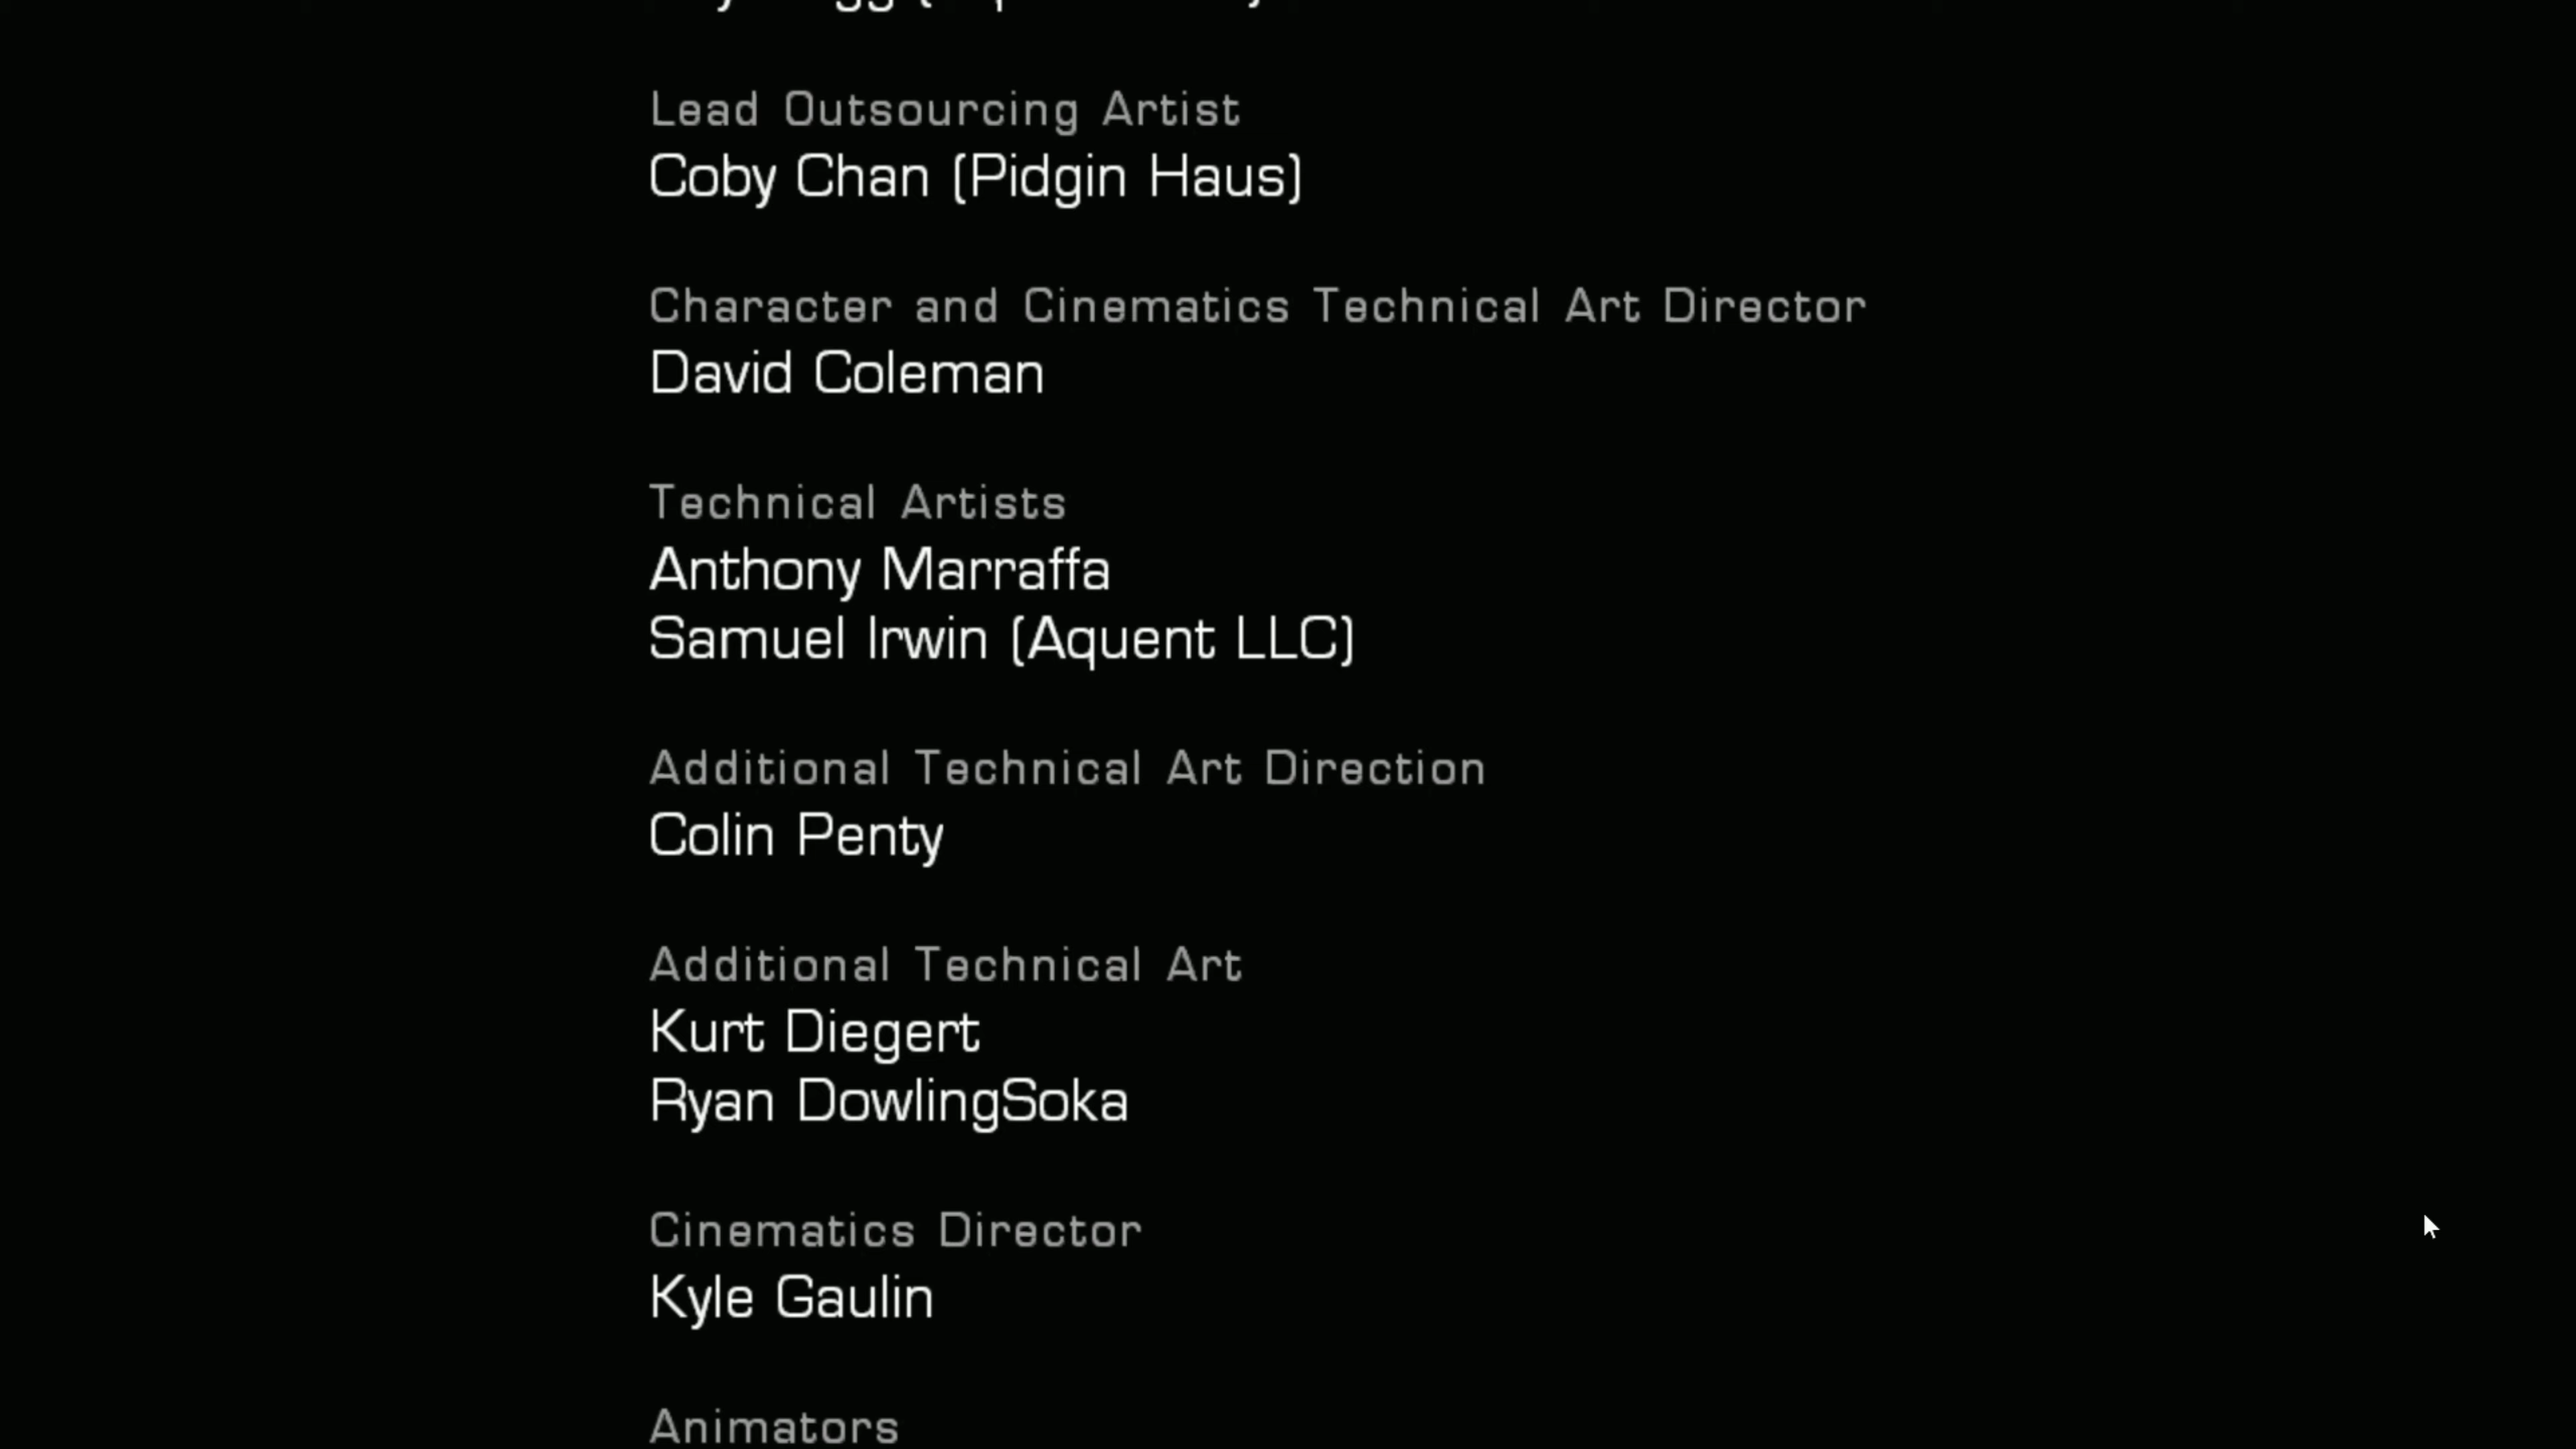 Lead Outsourcing Artist
Coby Chan (Pidgin Haus)
Character and Cinematics Technical Art Director
David Coleman
Technical Artists
Anthony Marraffa
Samuel Irwin (Aquent LLC)
Additional Technical Art Direction
Colin Penty
Additional Technical Art
Kurt Diegert
Ryan DowlingSoka
Cinematics Director
Kyle Gaulin
Animators